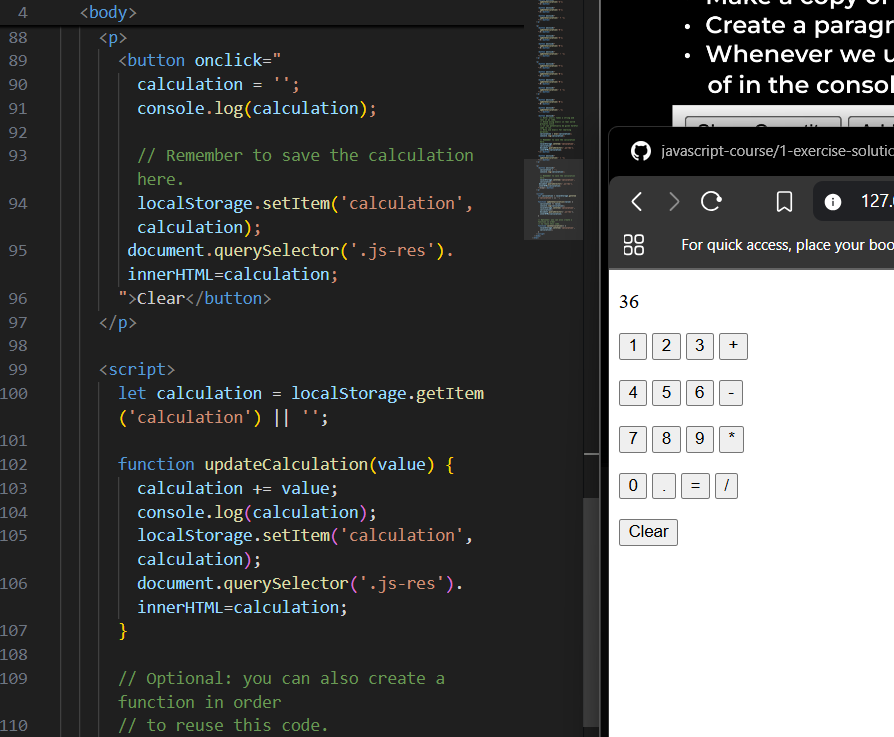 4 <body>
88 <p>
89 <button onclick="
90 calculation = '';
91 console.log(calculation);
92
93 // Remember to save the calculation
here.
94 localStorage.setItem('calculation',
calculation);
95 document.querySelector('.js-res').
innerHTML=calculation;
96 ">Clear</button>
97 </p>
98
99 <script>
100 let calculation = localStorage.getItem
('calculation') || '';
101
102 function updateCalculation(value) {
103 calculation += value;
104 console.log(calculation);
105 localStorage.setItem('calculation',
calculation);
106 document.querySelector('.js-res').
innerHTML=calculation;
107 }
108
109 // Optional: you can also create a
function in order
110 // to reuse this code.
• Create a paragr
• Whenever we u
of in the consol
javascript-course/1-exercise-solutio
127.
For quick access, place your boo
36
1 2 3 +
4 5 6 -
7 8 9 *
0 . = /
Clear